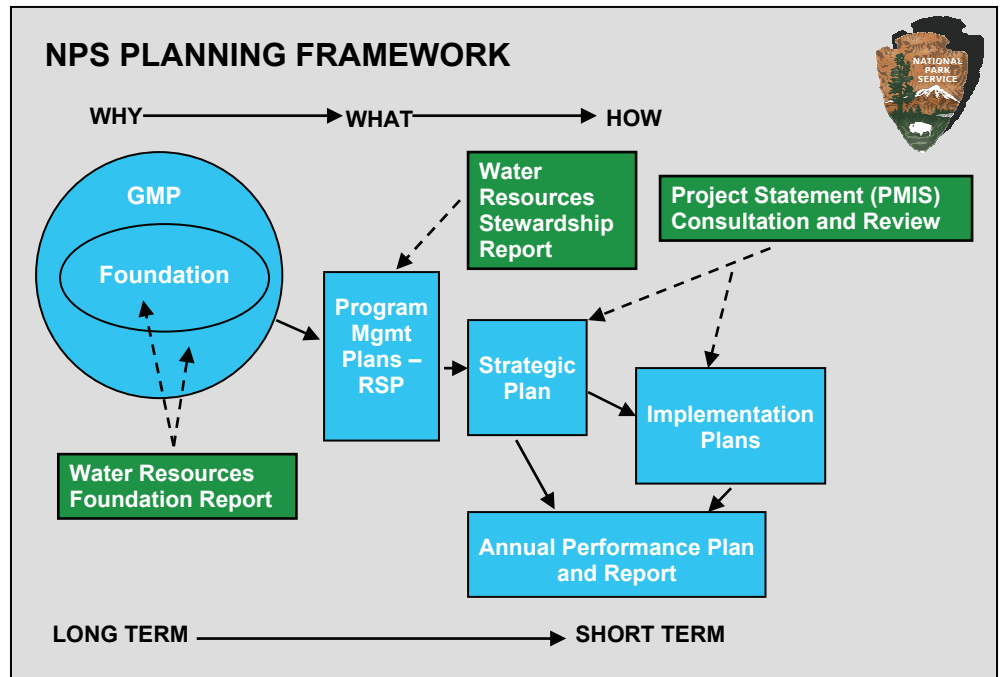 NPS PLANNING FRAMEWORK
NATIONAL
PARK
SERVICE
WHY
WHAT
HOW
Water
Resources
Stewardship
Report
Project Statement (PMIS)
Consultation and Review
GMP
Foundation
Program
Mgmt
Plans –
RSP
Strategic
Plan
Implementation
Plans
Water Resources
Foundation Report
Annual Performance Plan
and Report
LONG TERM
SHORT TERM